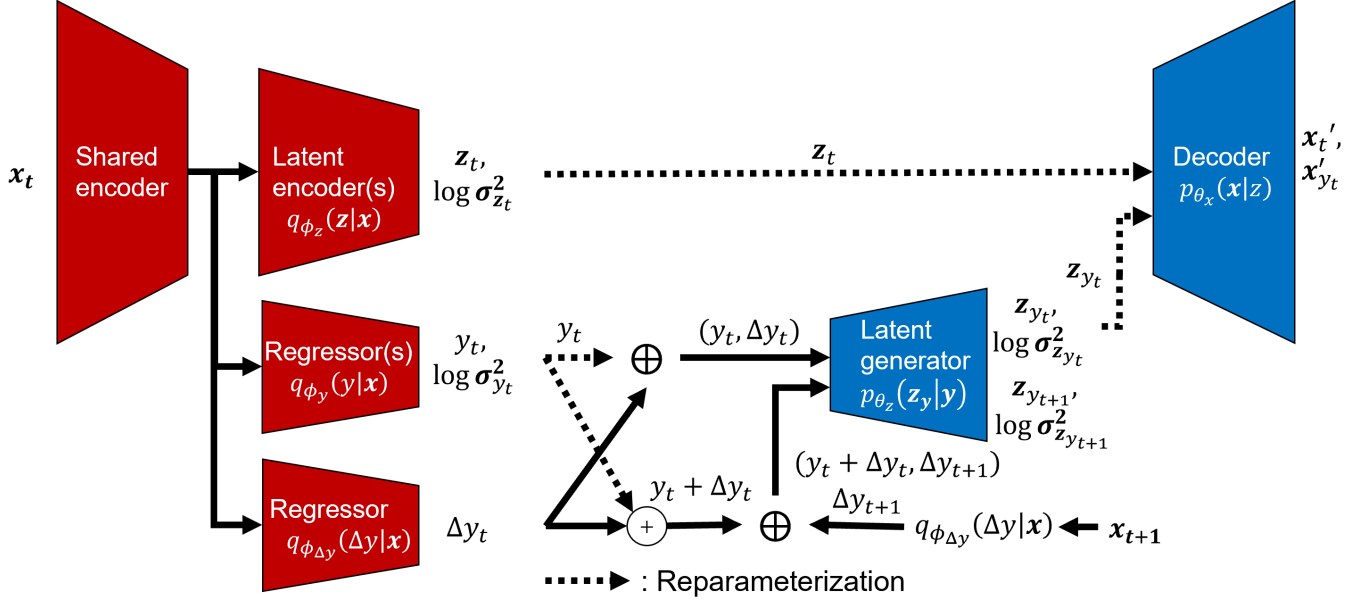 x_t
Shared
encoder
Latent
encoder(s)
q_{ϕ_z}(z|x)
z_t,
log σ²_{z_t}
z_t
Decoder
p_{θ_x}(x|z)
x_t′,
x′_{y_t}
Regressor(s)
q_{ϕ_y}(y|x)
y_t,
log σ²_{y_t}
y_t
⊕
(y_t, Δy_t)
Latent
generator
p_{θ_z}(z_y|y)
z_{y_t},
log σ²_{z_{y_t}}
z_{y_t}
z_{y_{t+1}},
log σ²_{z_{y_{t+1}}}
Regressor
q_{ϕ_{Δy}}(Δy|x)
Δy_t
+
y_t + Δy_t
⊕
(y_t + Δy_t, Δy_{t+1})
Δy_{t+1}
q_{ϕ_{Δy}}(Δy|x)
x_{t+1}
: Reparameterization